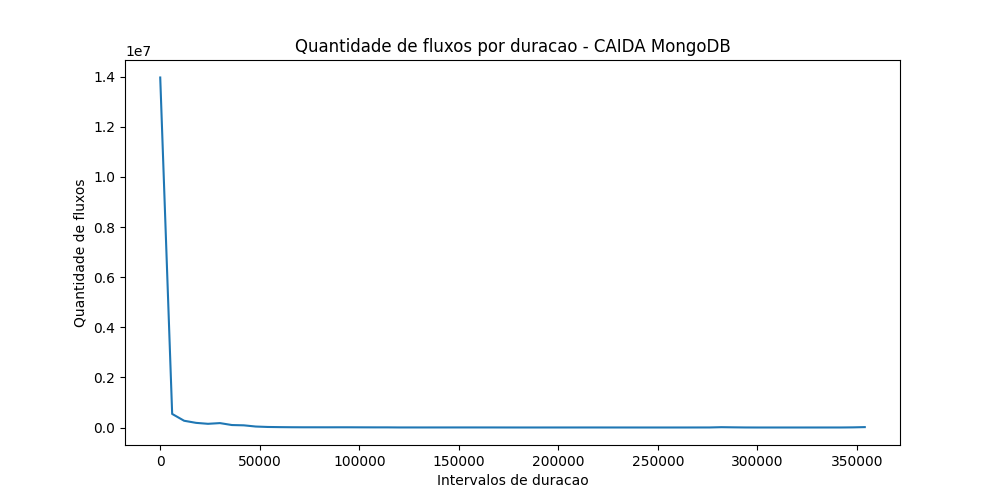 Quantidade de fluxos por duracao - CAIDA MongoDB
1e7
1.4
1.2
1.0
0.8
0.6
0.4
0.2
0.0
Quantidade de fluxos
0 50000 100000 150000 200000 250000 300000 350000
Intervalos de duracao